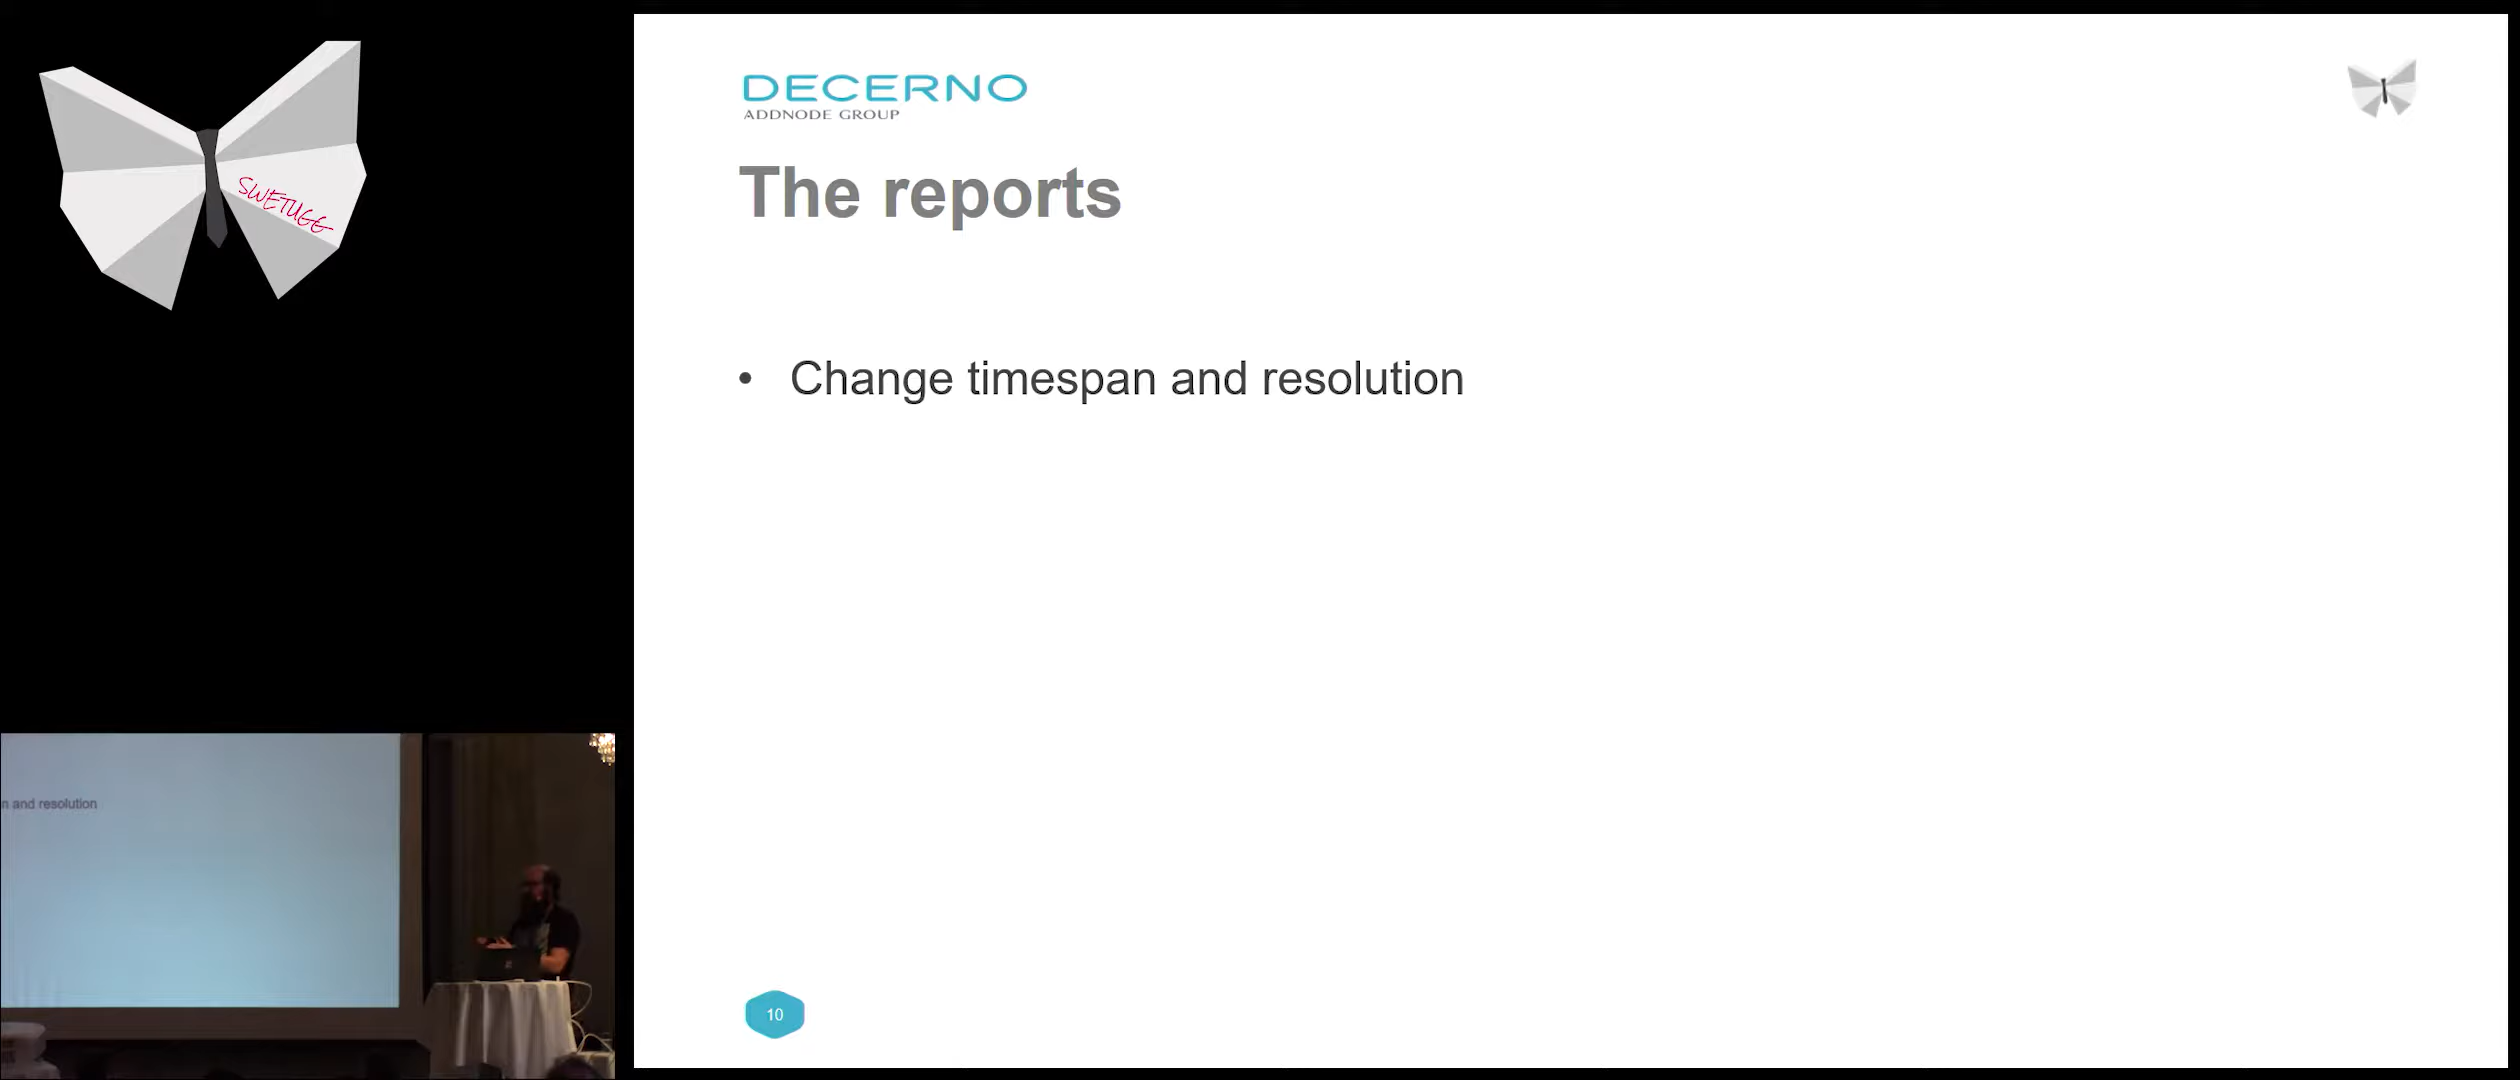 SWETUGG
DECERNO
ADDNODE GROUP
The reports
• Change timespan and resolution
10
n and resolution